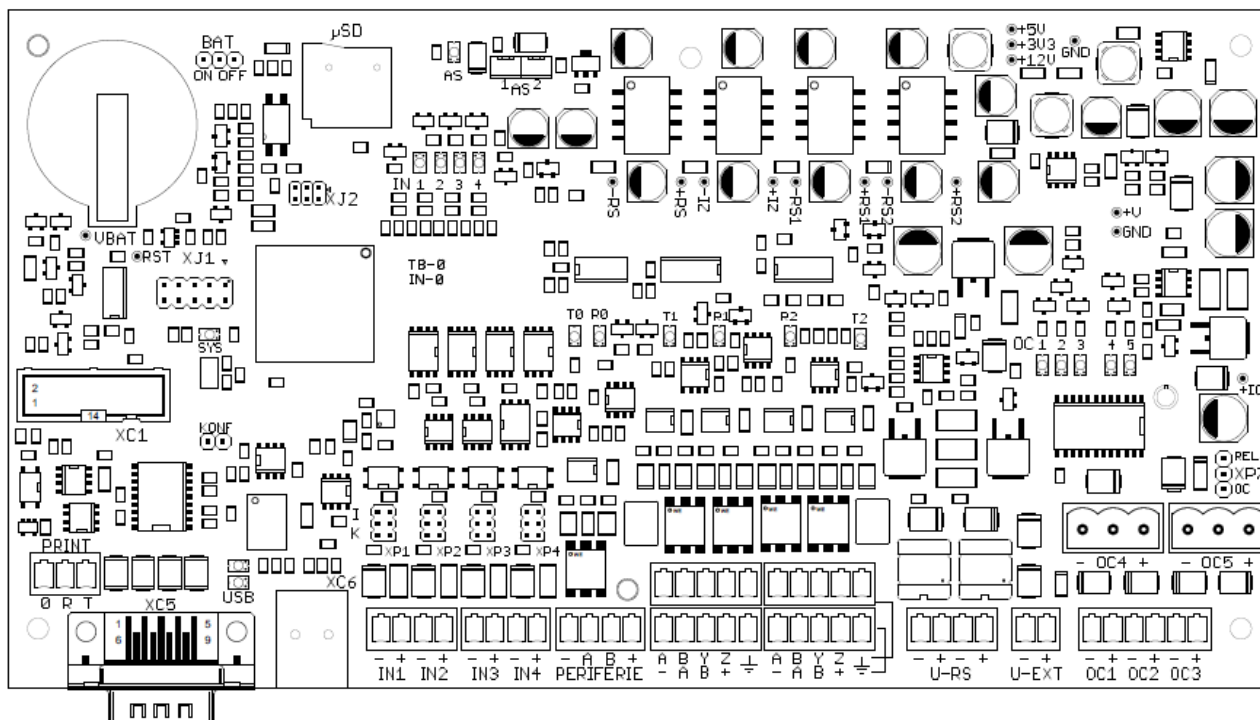 BAT
ON OFF
µSD
AS
1 AS 2
+5V
+3V3
+12V
GND
IN 1 2 3 4
XJ2
-RS
+RS
-IZ
+IZ
-RS1
+RS1
-RS2
+RS2
+V
GND
VBAT
RST
XJ1
TB-0
IN-0
SYS
T0 R0 T1 R1 R2 T2
OC 1 2 3 4 5
2
1
14
XC1
KONF
REL
OC
I
K
XP1 XP2 XP3 XP4
PRINT
0 R T
XC5
USB
XC6
1 5
6 9
- OC4 +
- OC5 +
- + - +
IN1 IN2
- + - +
IN3 IN4
- A B +
PERIFERIE
A B Y Z
- A B +
A B Y Z
- A B +
- + - +
U-RS
- +
U-EXT
- + - + - +
OC1 OC2 OC3